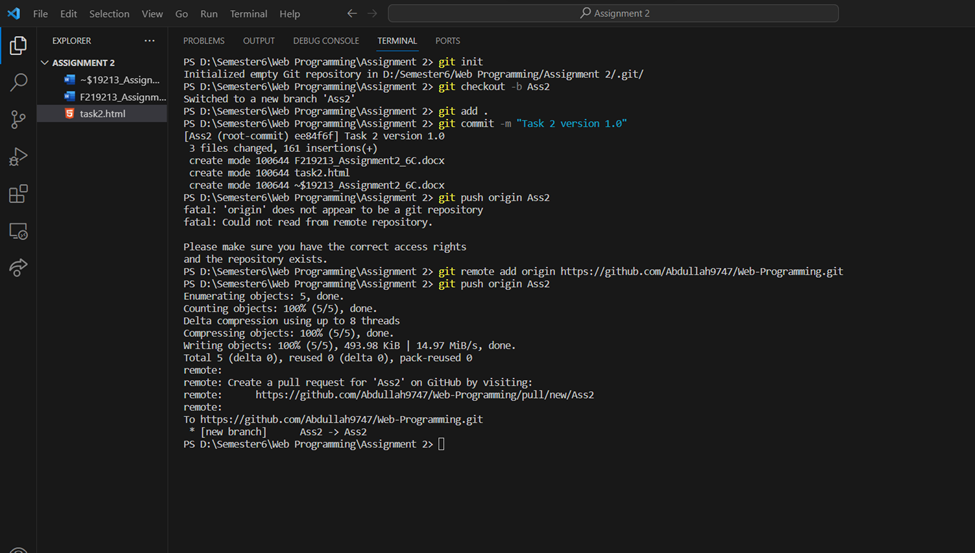 File Edit Selection View Go Run Terminal Help
Assignment 2
EXPLORER
ASSIGNMENT 2
~$19213_Assign...
F219213_Assignm...
task2.html
PROBLEMS OUTPUT DEBUG CONSOLE TERMINAL PORTS
PS D:\Semester6\Web Programming\Assignment 2> git init
Initialized empty Git repository in D:/Semester6/Web Programming/Assignment 2/.git/
PS D:\Semester6\Web Programming\Assignment 2> git checkout -b Ass2
Switched to a new branch 'Ass2'
PS D:\Semester6\Web Programming\Assignment 2> git add .
PS D:\Semester6\Web Programming\Assignment 2> git commit -m "Task 2 version 1.0"
[Ass2 (root-commit) ee84f6f] Task 2 version 1.0
3 files changed, 161 insertions(+)
create mode 100644 F219213_Assignment2_6C.docx
create mode 100644 task2.html
create mode 100644 ~$19213_Assignment2_6C.docx
PS D:\Semester6\Web Programming\Assignment 2> git push origin Ass2
fatal: 'origin' does not appear to be a git repository
fatal: Could not read from remote repository.

Please make sure you have the correct access rights
and the repository exists.
PS D:\Semester6\Web Programming\Assignment 2> git remote add origin https://github.com/Abdullah9747/Web-Programming.git
PS D:\Semester6\Web Programming\Assignment 2> git push origin Ass2
Enumerating objects: 5, done.
Counting objects: 100% (5/5), done.
Delta compression using up to 8 threads
Compressing objects: 100% (5/5), done.
Writing objects: 100% (5/5), 493.98 KiB | 14.97 MiB/s, done.
Total 5 (delta 0), reused 0 (delta 0), pack-reused 0
remote:
remote: Create a pull request for 'Ass2' on GitHub by visiting:
remote:      https://github.com/Abdullah9747/Web-Programming/pull/new/Ass2
remote:
To https://github.com/Abdullah9747/Web-Programming.git
* [new branch]      Ass2 -> Ass2
PS D:\Semester6\Web Programming\Assignment 2>